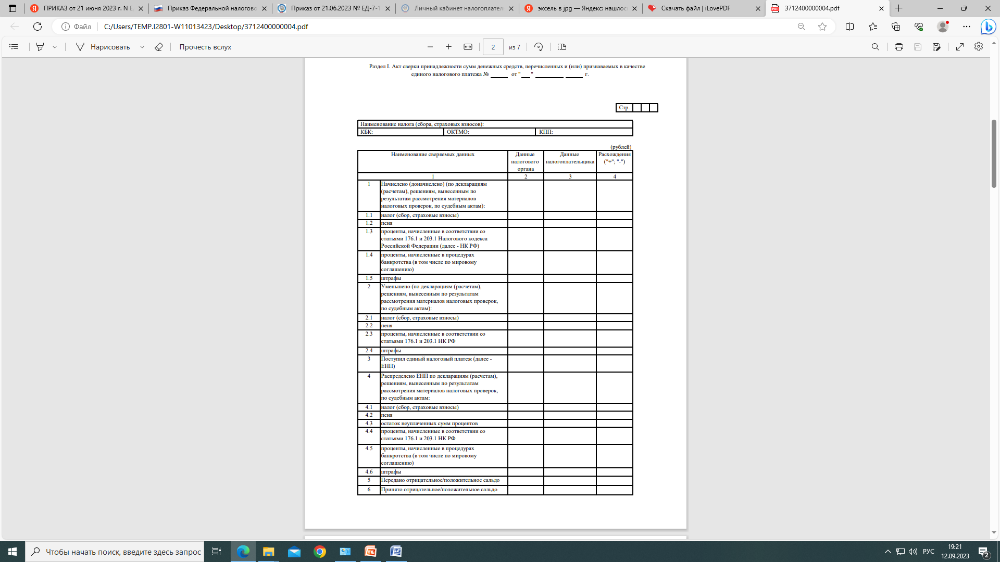 ПРИКАЗ от 21 июня 2023 г. N Е
Приказ Федеральной налогово
Приказ от 21.06.2023 № ЕД-7-1
Личный кабинет налогоплател
эксель в jpg — Яндекс: нашлос
Скачать файл | iLovePDF
3712400000004.pdf
Файл
C:/Users/TEMP.I2801-W11013423/Desktop/3712400000004.pdf
Нарисовать
Прочесть вслух
2
из 7
Раздел I. Акт сверки принадлежности сумм денежных средств, перечисленных и (или) признаваемых в качестве
единого налогового платежа № _____ от "___" ________ _____ г.
Стр.
Наименование налога (сбора, страховых взносов):
КБК: ОКТМО: КПП:
(рублей)
Наименование сверяемых данных
Данные
налогового
органа
Данные
налогоплательщика
Расхождения
("+"; "-")
1 2 3 4
1 Начислено (доначислено) (по декларациям
(расчетам), решениям, вынесенным по
результатам рассмотрения материалов
налоговых проверок, по судебным актам):
1.1 налог (сбор, страховые взносы)
1.2 пеня
1.3 проценты, начисленные в соответствии со
статьями 176.1 и 203.1 Налогового кодекса
Российской Федерации (далее - НК РФ)
1.4 проценты, начисленные в процедурах
банкротства (в том числе по мировому
соглашению)
1.5 штрафы
2 Уменьшено (по декларациям (расчетам),
решениям, вынесенным по результатам
рассмотрения материалов налоговых проверок,
по судебным актам):
2.1 налог (сбор, страховые взносы)
2.2 пеня
2.3 проценты, начисленные в соответствии со
статьями 176.1 и 203.1 НК РФ
2.4 штрафы
3 Поступил единый налоговый платеж (далее -
ЕНП)
4 Распределено ЕНП по декларациям (расчетам),
решениям, вынесенным по результатам
рассмотрения материалов налоговых проверок,
по судебным актам:
4.1 налог (сбор, страховые взносы)
4.2 пеня
4.3 остаток неуплаченных сумм процентов
4.4 проценты, начисленные в соответствии со
статьями 176.1 и 203.1 НК РФ
4.5 проценты, начисленные в процедурах
банкротства (в том числе по мировому
соглашению)
4.6 штрафы
5 Передано отрицательное/положительное сальдо
6 Принято отрицательное/положительное сальдо
Чтобы начать поиск, введите здесь запрос
РУС
19:21
12.09.2023
2